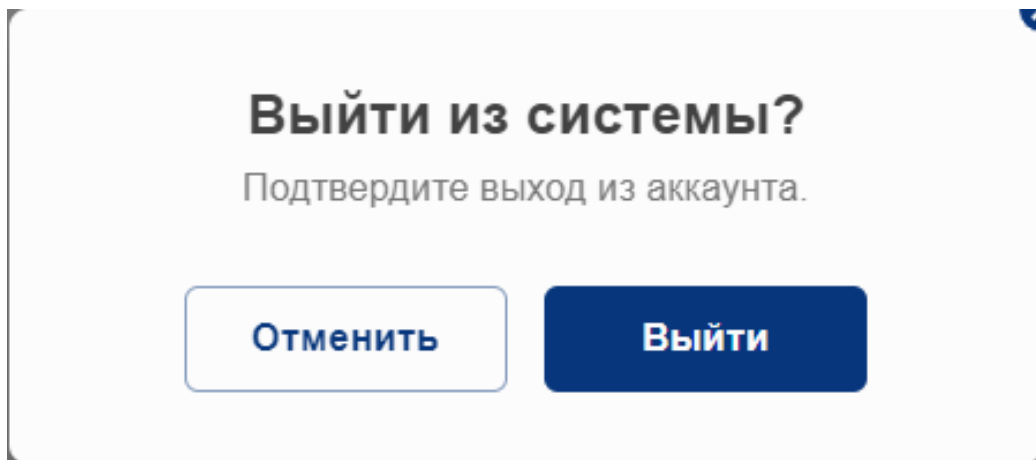 Выйти из системы?
Подтвердите выход из аккаунта.
Отменить
Выйти